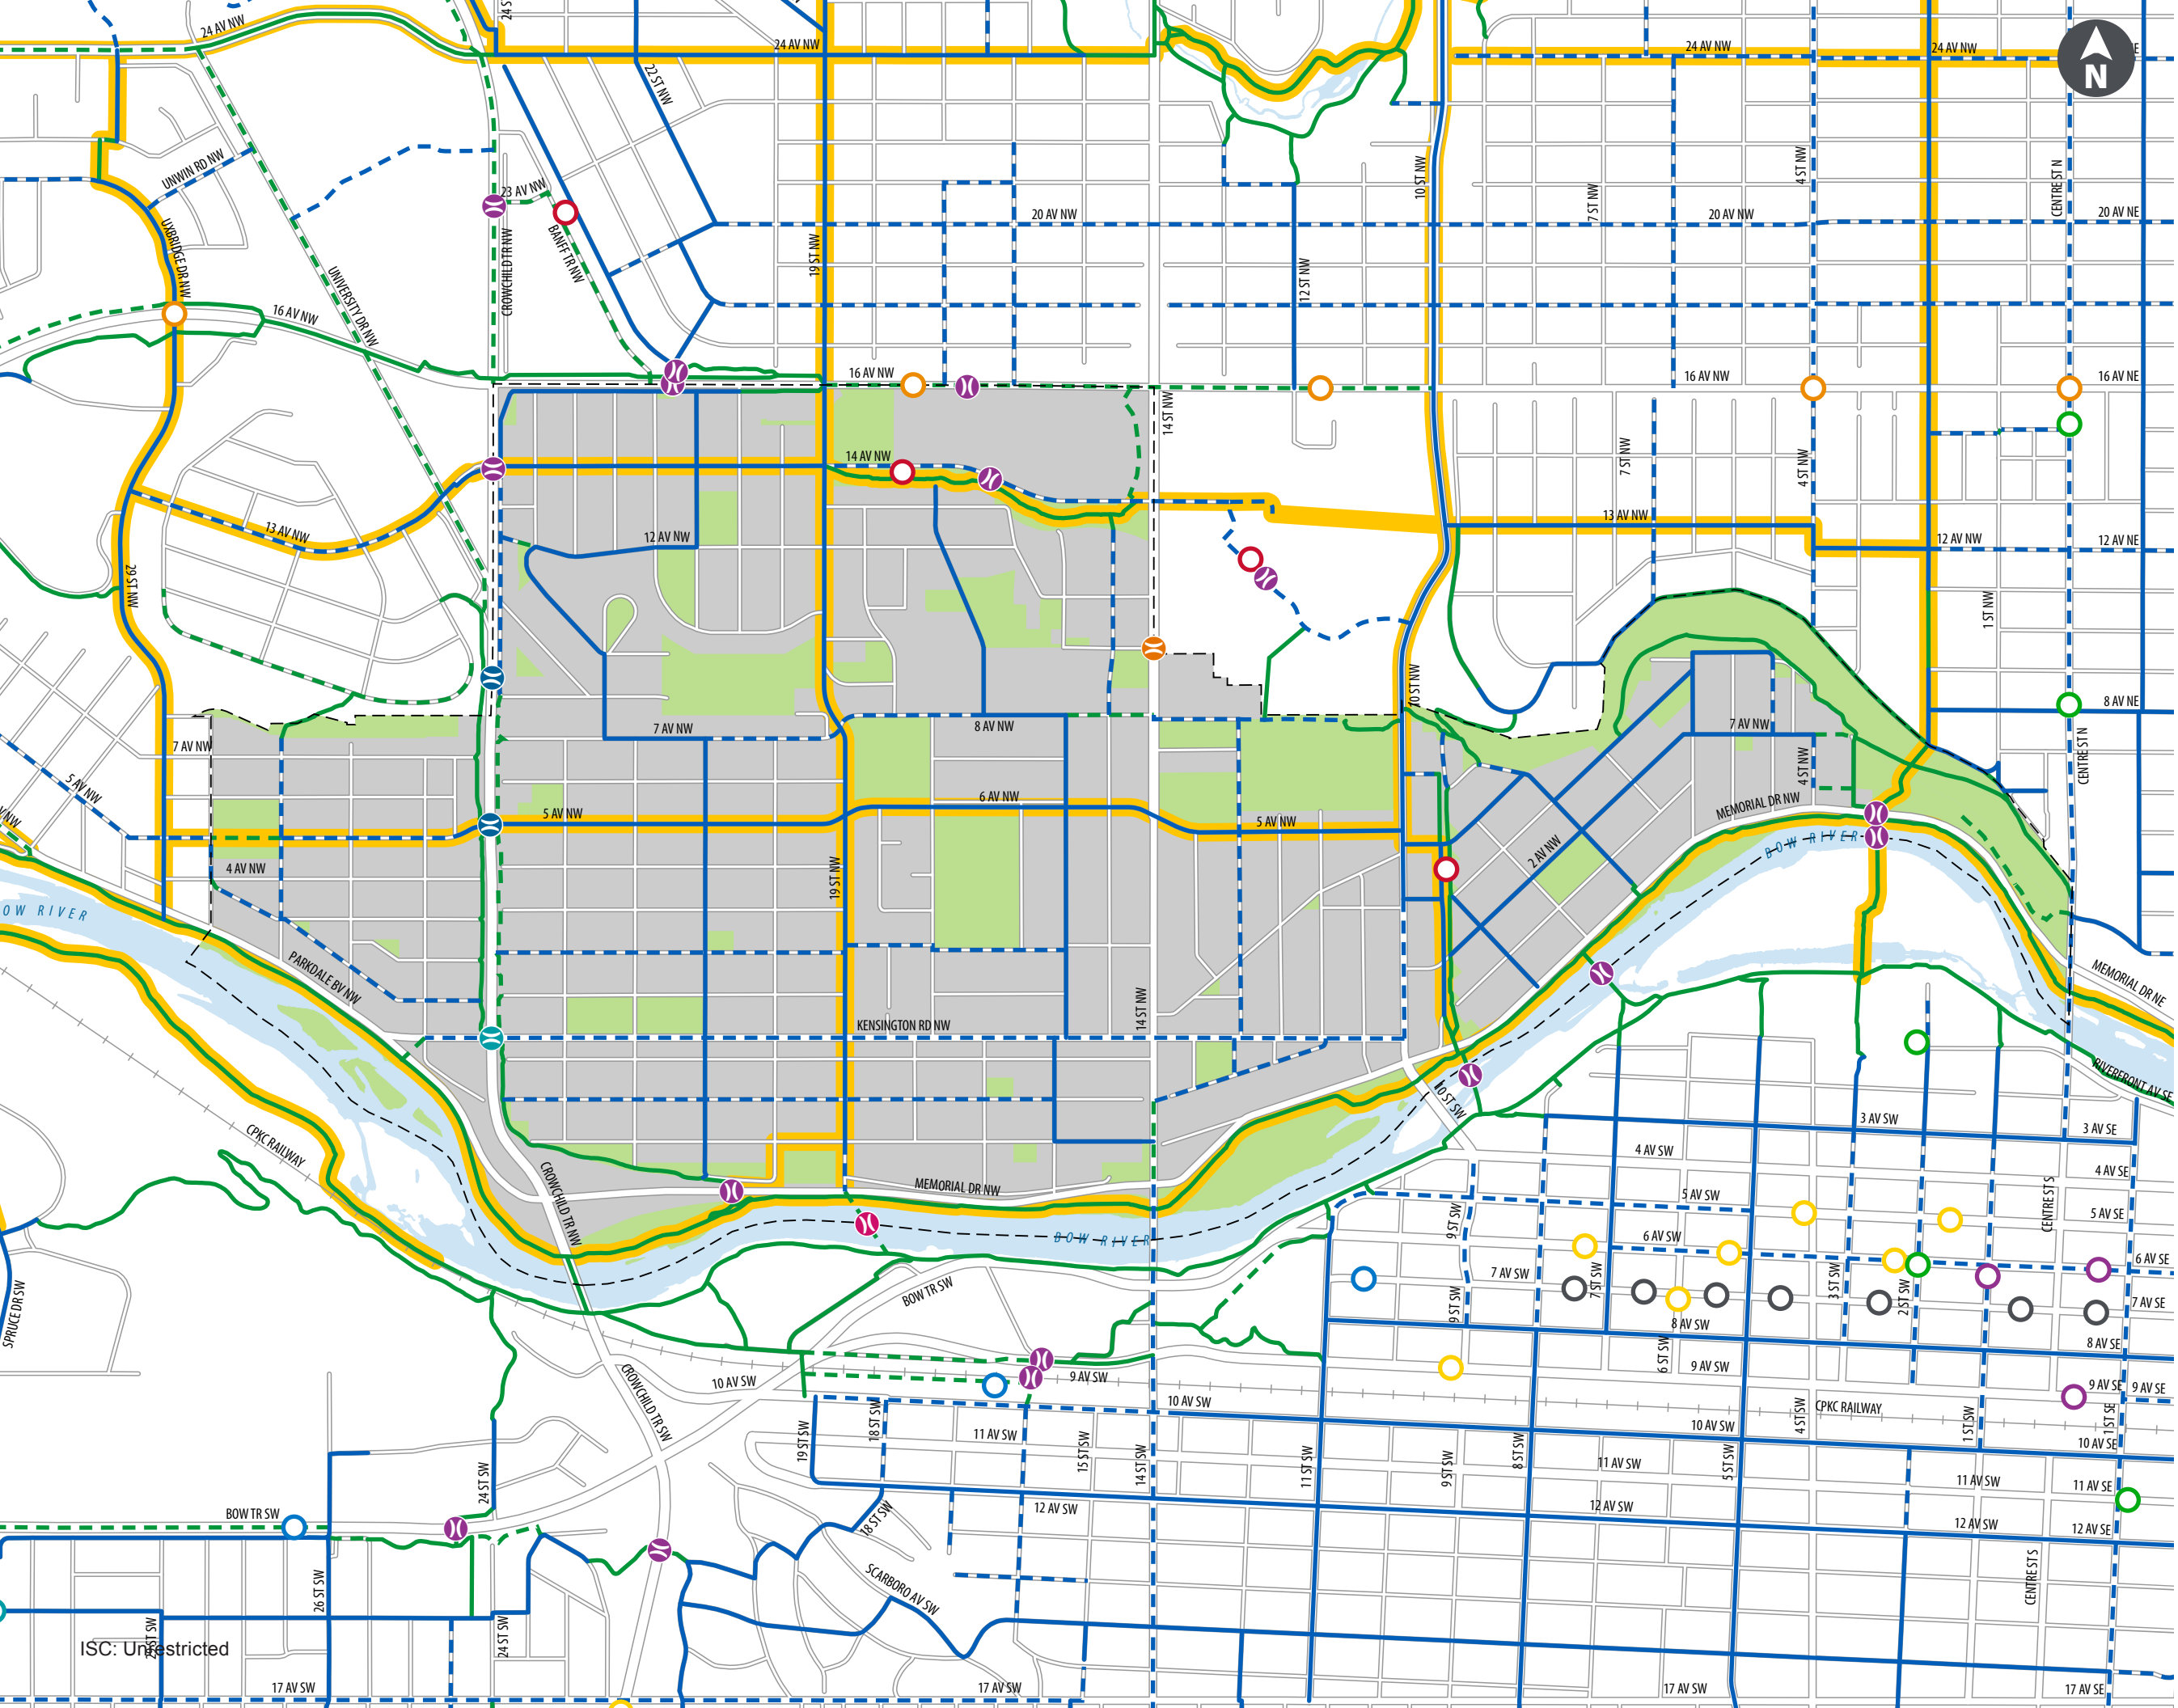 24 AV NW
24 ST
22 ST NW
24 AV NW
24 AV NW
24 AV NW
N
UNWIN RD NW
23 AV NW
10 ST NW
4 ST NW
7 ST NW
CENTRE ST N
20 AV NW
20 AV NW
20 AV NE
UXBRIDGE DR NW
BANFF TR NW
CROWCHILD TR NW
19 ST NW
12 ST NW
UNIVERSITY DR NW
16 AV NW
16 AV NW
16 AV NW
16 AV NE
14 ST NW
14 AV NW
7 ST NW
4 ST NW
13 AV NW
13 AV NW
12 AV NW
12 AV NW
12 AV NE
29 ST NW
1 ST NW
10 ST NW
8 AV NE
7 AV NW
7 AV NW
8 AV NW
7 AV NW
4 ST NW
CENTRE ST N
5 AV NW
6 AV NW
MEMORIAL DR NW
5 AV NW
5 AV NW
BOW RIVER
2 AV NW
4 AV NW
19 ST NW
OW RIVER
PARKDALE BV NW
14 ST NW
KENSINGTON RD NW
MEMORIAL DR NE
RIVERFRONT AV SE
10 ST SW
CPKC RAILWAY
3 AV SW
3 AV SE
4 AV SW
4 AV SE
CROWCHILD TR NW
MEMORIAL DR NW
5 AV SW
5 AV SE
CENTRE ST S
9 ST SW
BOW RIVER
6 AV SW
6 AV SE
7 AV SW
7 ST SW
3 ST SW
2 ST SW
7 AV SE
SPRUCE DR SW
BOW TR SW
9 ST SW
8 AV SW
8 AV SE
6 ST SW
9 AV SW
9 AV SW
10 AV SW
CROWCHILD TR SW
9 AV SE
9 AV SE
10 AV SW
CPKC RAILWAY
4 ST SW
1 ST SW
1 ST SE
19 ST SW
18 ST SW
11 AV SW
10 AV SW
10 AV SE
15 ST SW
14 ST SW
11 ST SW
9 ST SW
8 ST SW
5 ST SW
11 AV SW
11 AV SW
11 AV SE
24 ST SW
12 AV SW
12 AV SW
12 AV SW
12 AV SE
BOW TR SW
18 ST SW
SCARBORO AV SW
26 ST SW
24 ST SW
CENTRE ST S
ISC: Unrestricted
17 AV SW
17 AV SW
17 AV SW
17 AV SE